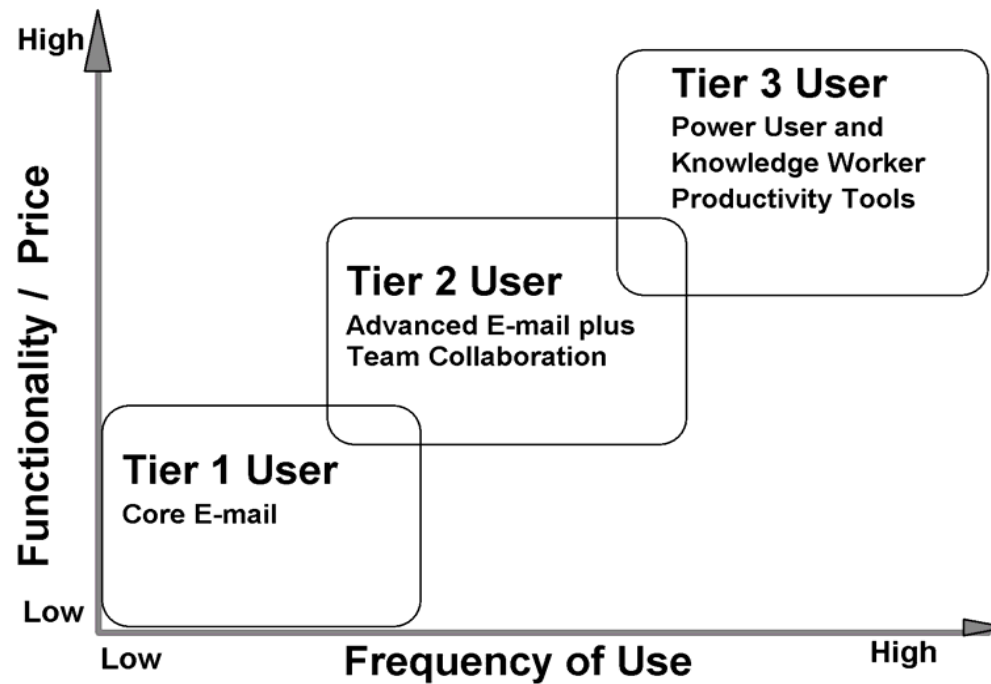 High
Tier 3 User
Power User and
Knowledge Worker
Productivity Tools
Functionality / Price
Tier 2 User
Advanced E-mail plus
Team Collaboration
Tier 1 User
Core E-mail
Low
Low
Frequency of Use
High